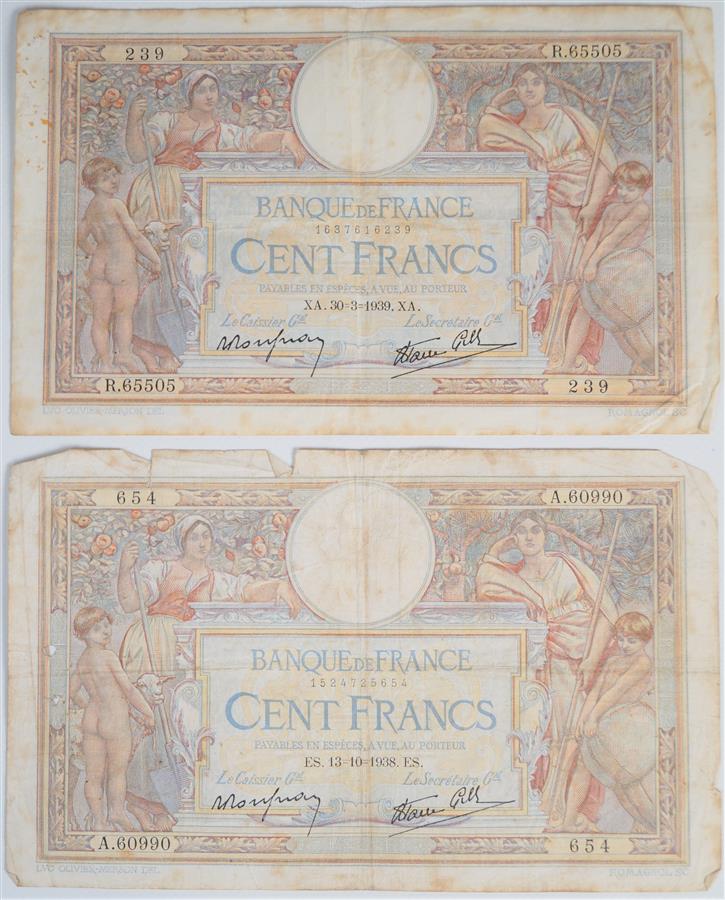 239 R.65505
BANQUE DE FRANCE
1637616239
CENT FRANCS
PAYABLES EN ESPÈCES, A VUE, AU PORTEUR
XA. 30=3=1939. XA.
Le Caissier Gal Le Secrétaire Gal
R.65505 239
LVC-OLIVIER-MERSON DEL. ROMAGNOL SC
654 A.60990
BANQUE DE FRANCE
1524725654
CENT FRANCS
PAYABLES EN ESPÈCES, A VUE, AU PORTEUR
ES. 13=10=1938. ES.
Le Caissier Gal Le Secrétaire Gal
A.60990 654
LVC OLIVIER-MERSON DEL. ROMAGNOL SC